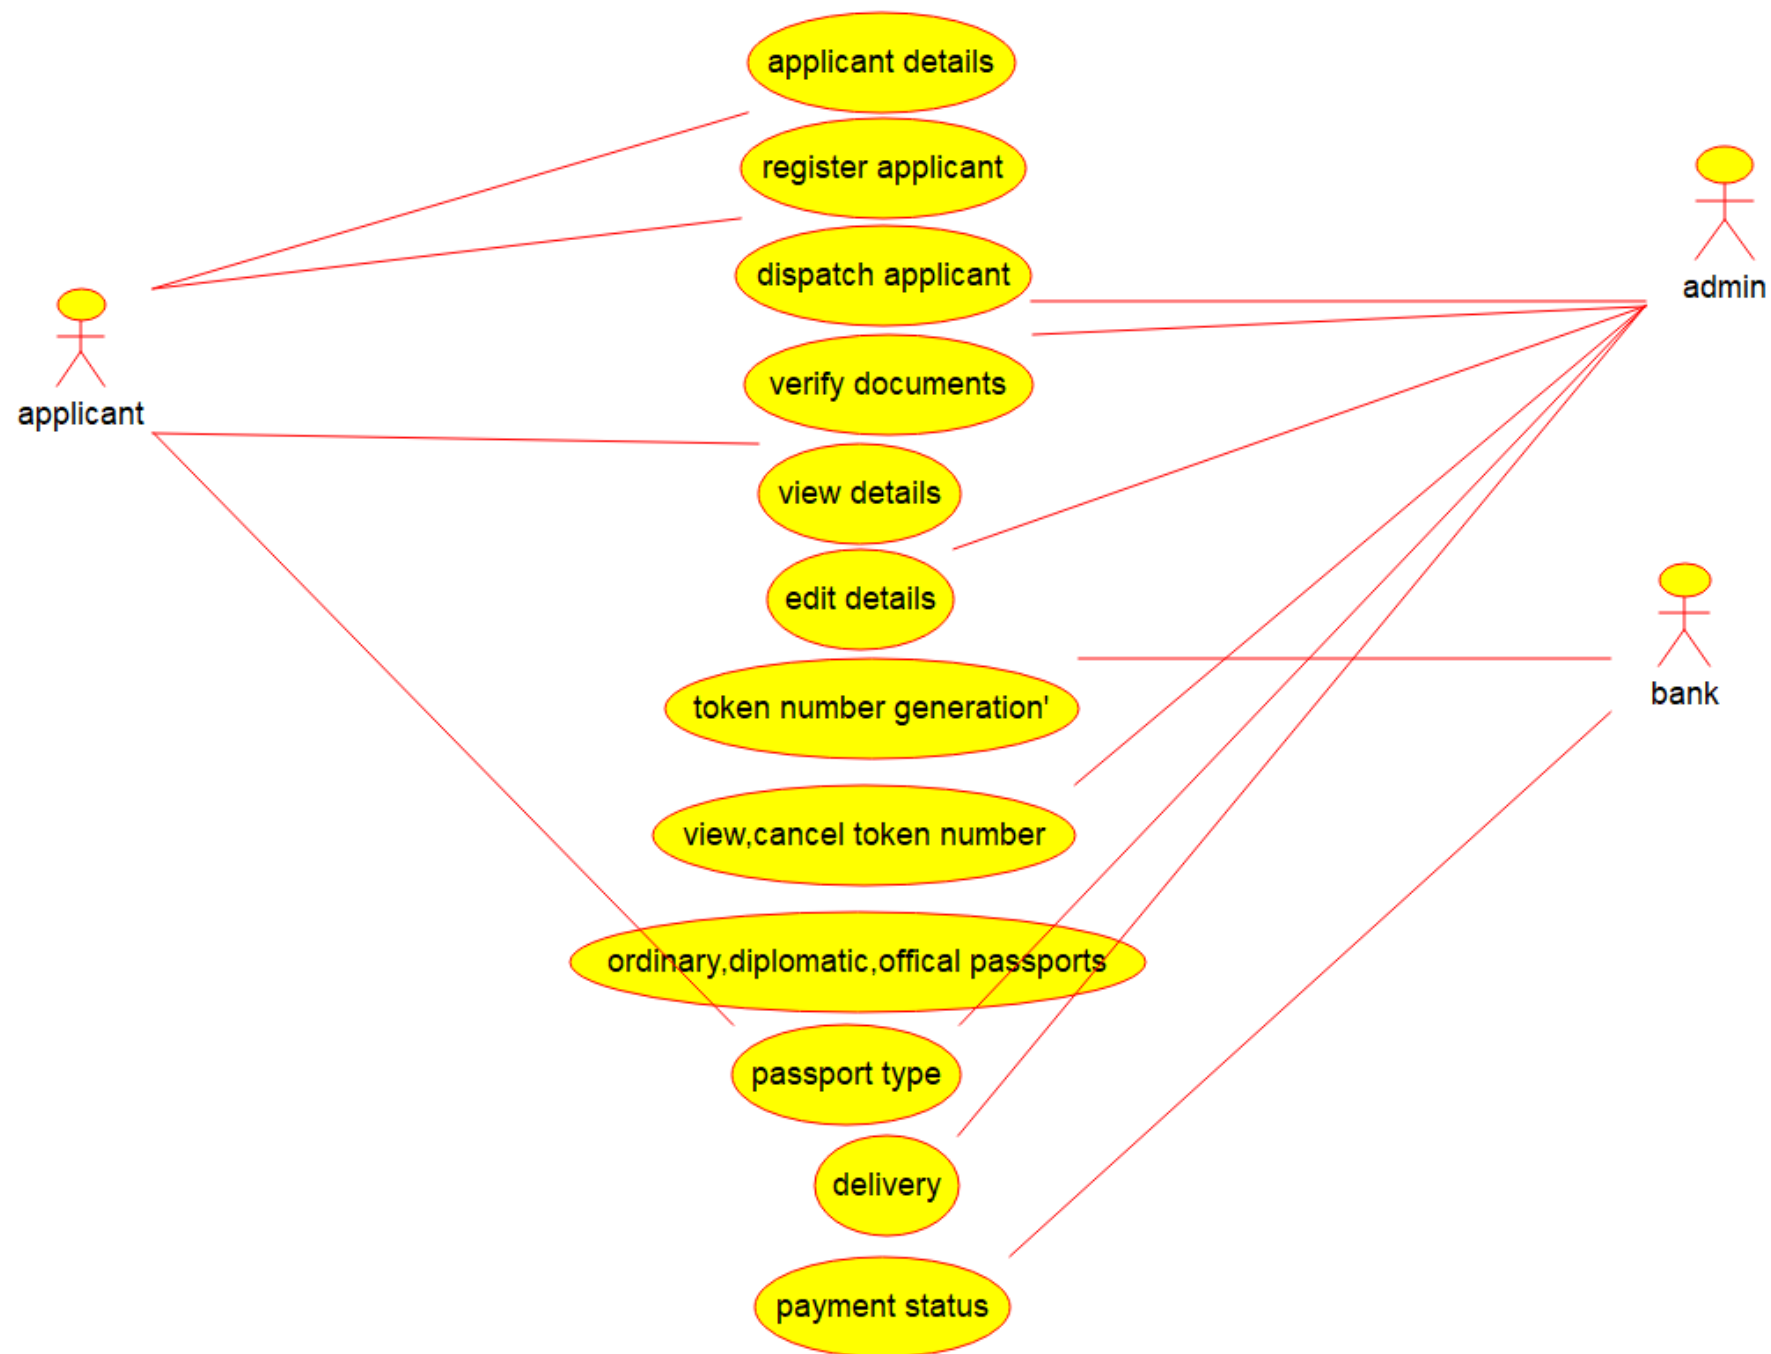 applicant details
register applicant
dispatch applicant
admin
applicant
verify documents
view details
edit details
bank
token number generation'
view,cancel token number
ordinary,diplomatic,offical passports
passport type
delivery
payment status